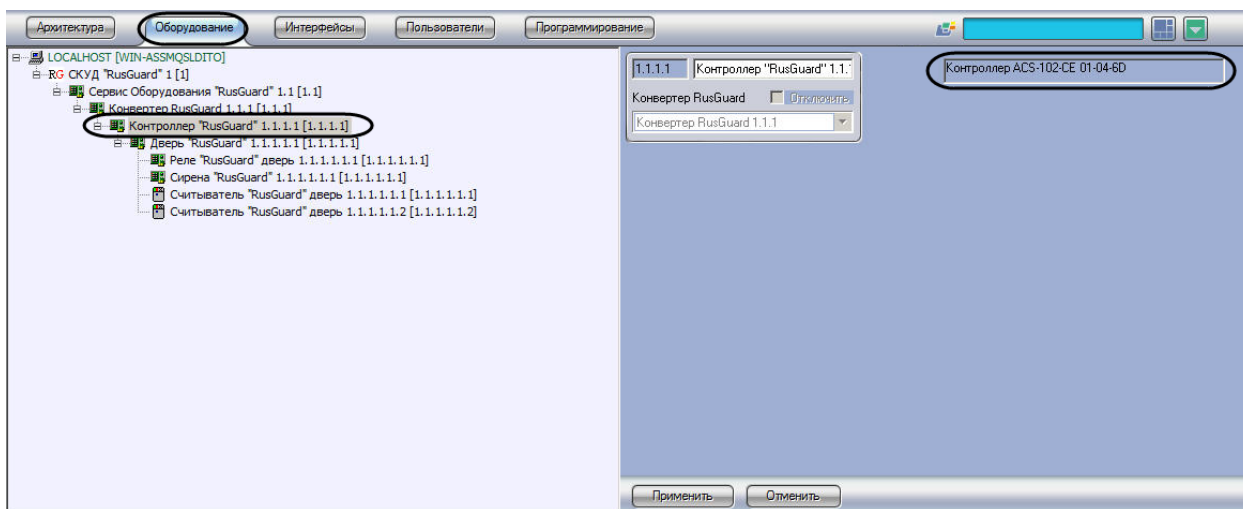 Архитектура Оборудование Интерфейсы Пользователи Программирование
LOCALHOST [WIN-ASSMQSLDITO]
RG СКУД "RusGuard" 1 [1]
Сервис Оборудования "RusGuard" 1.1 [1.1]
Конвертер RusGuard 1.1.1 [1.1.1]
Контроллер "RusGuard" 1.1.1.1 [1.1.1.1]
Дверь "RusGuard" 1.1.1.1.1 [1.1.1.1.1]
Реле "RusGuard" дверь 1.1.1.1.1.1 [1.1.1.1.1.1]
Сирена "RusGuard" 1.1.1.1.1.1 [1.1.1.1.1.1]
Считыватель "RusGuard" дверь 1.1.1.1.1.1 [1.1.1.1.1.1]
Считыватель "RusGuard" дверь 1.1.1.1.1.2 [1.1.1.1.1.2]
1.1.1.1 Контроллер "RusGuard" 1.1.
Конвертер RusGuard Отключить
Конвертер RusGuard 1.1.1
Контроллер ACS-102-CE 01-04-6D
Применить Отменить